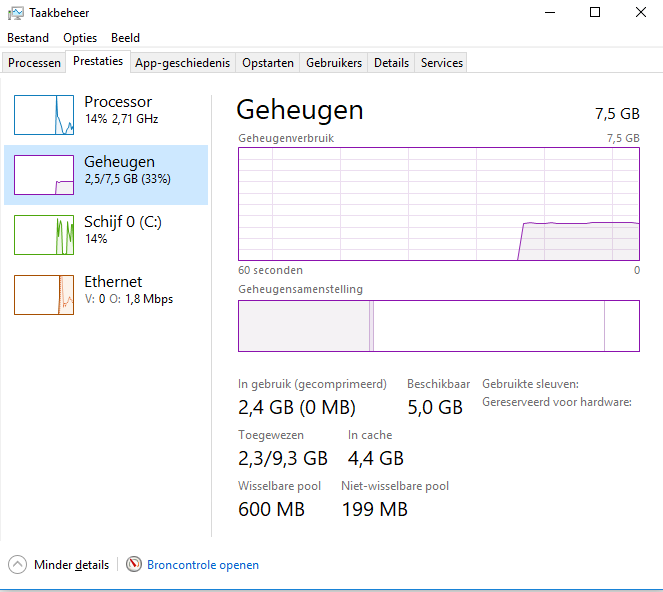 Taakbeheer
Bestand Opties Beeld
Processen Prestaties App-geschiedenis Opstarten Gebruikers Details Services
Processor
14% 2,71 GHz
Geheugen
2,5/7,5 GB (33%)
Schijf 0 (C:)
14%
Ethernet
V: 0 O: 1,8 Mbps
Geheugen 7,5 GB
Geheugenverbruik 7,5 GB
60 seconden 0
Geheugensamenstelling
In gebruik (gecomprimeerd) Beschikbaar Gebruikte sleuven:
2,4 GB (0 MB) 5,0 GB Gereserveerd voor hardware:
Toegewezen In cache
2,3/9,3 GB 4,4 GB
Wisselbare pool Niet-wisselbare pool
600 MB 199 MB
Minder details Broncontrole openen